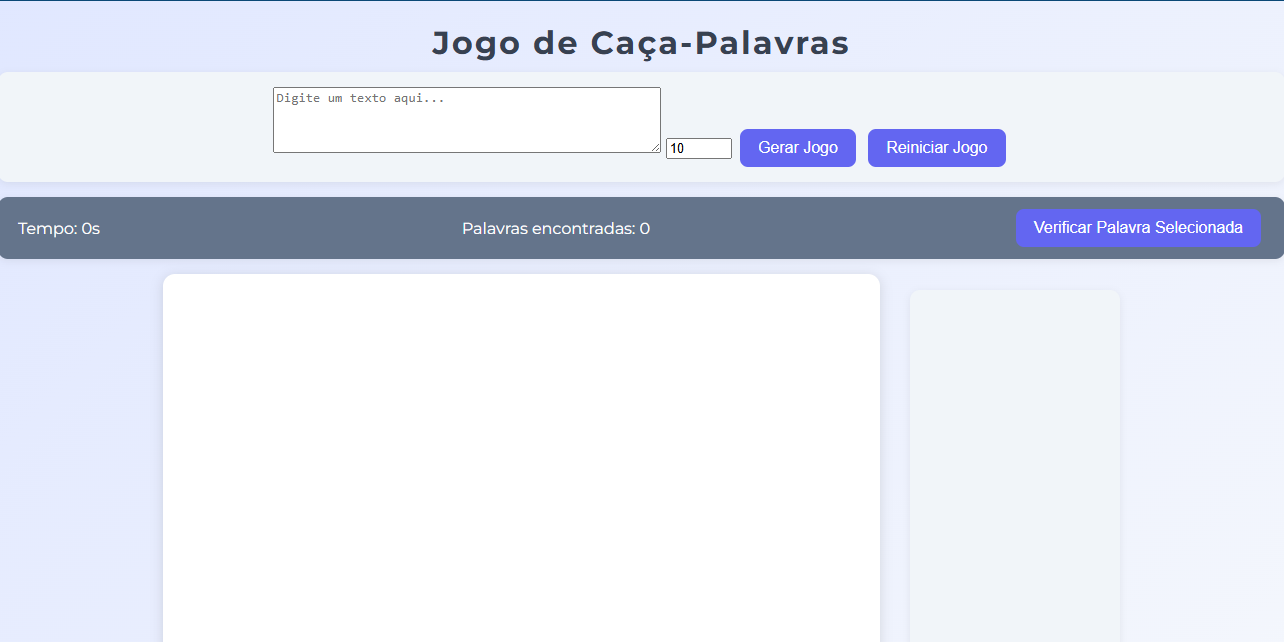 Jogo de Caça-Palavras
Digite um texto aqui...
10
Gerar Jogo
Reiniciar Jogo
Tempo: 0s
Palavras encontradas: 0
Verificar Palavra Selecionada